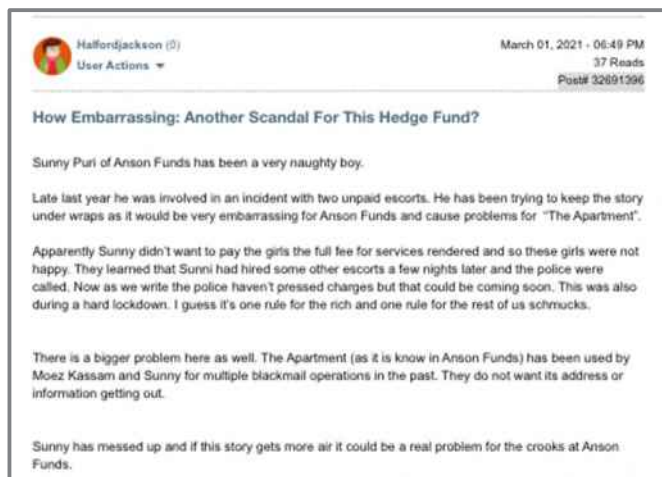 Halfordjackson (0)
User Actions
March 01, 2021 - 06:49 PM
37 Reads
Post# 32691396
How Embarrassing: Another Scandal For This Hedge Fund?
Sunny Puri of Anson Funds has been a very naughty boy.
Late last year he was involved in an incident with two unpaid escorts. He has been trying to keep the story
under wraps as it would be very embarrassing for Anson Funds and cause problems for "The Apartment".
Apparently Sunny didn't want to pay the girls the full fee for services rendered and so these girls were not
happy. They learned that Sunni had hired some other escorts a few nights later and the police were
called. Now as we write the police haven't pressed charges but that could be coming soon. This was also
during a hard lockdown. I guess it's one rule for the rich and one rule for the rest of us schmucks.
There is a bigger problem here as well. The Apartment (as it is know in Anson Funds) has been used by
Moez Kassam and Sunny for multiple blackmail operations in the past. They do not want its address or
information getting out.
Sunny has messed up and if this story gets more air it could be a real problem for the crooks at Anson
Funds.